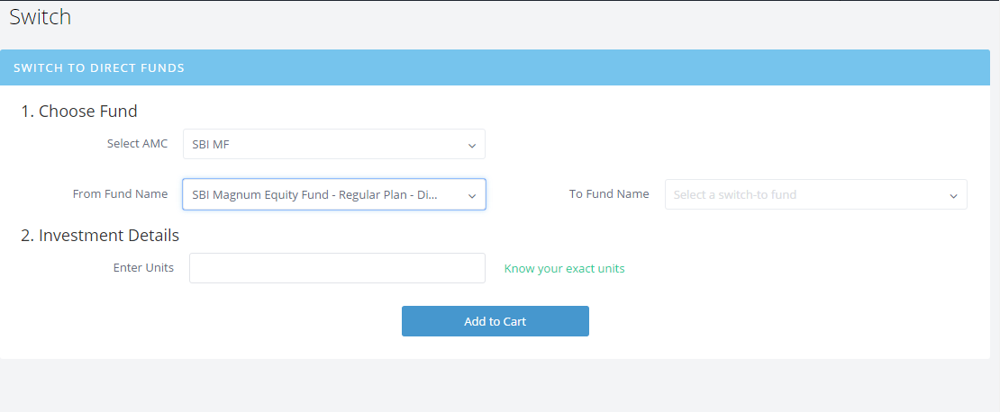 Switch
SWITCH TO DIRECT FUNDS
1. Choose Fund
Select AMC SBI MF
From Fund Name SBI Magnum Equity Fund - Regular Plan - Di... To Fund Name Select a switch-to fund
2. Investment Details
Enter Units Know your exact units
Add to Cart